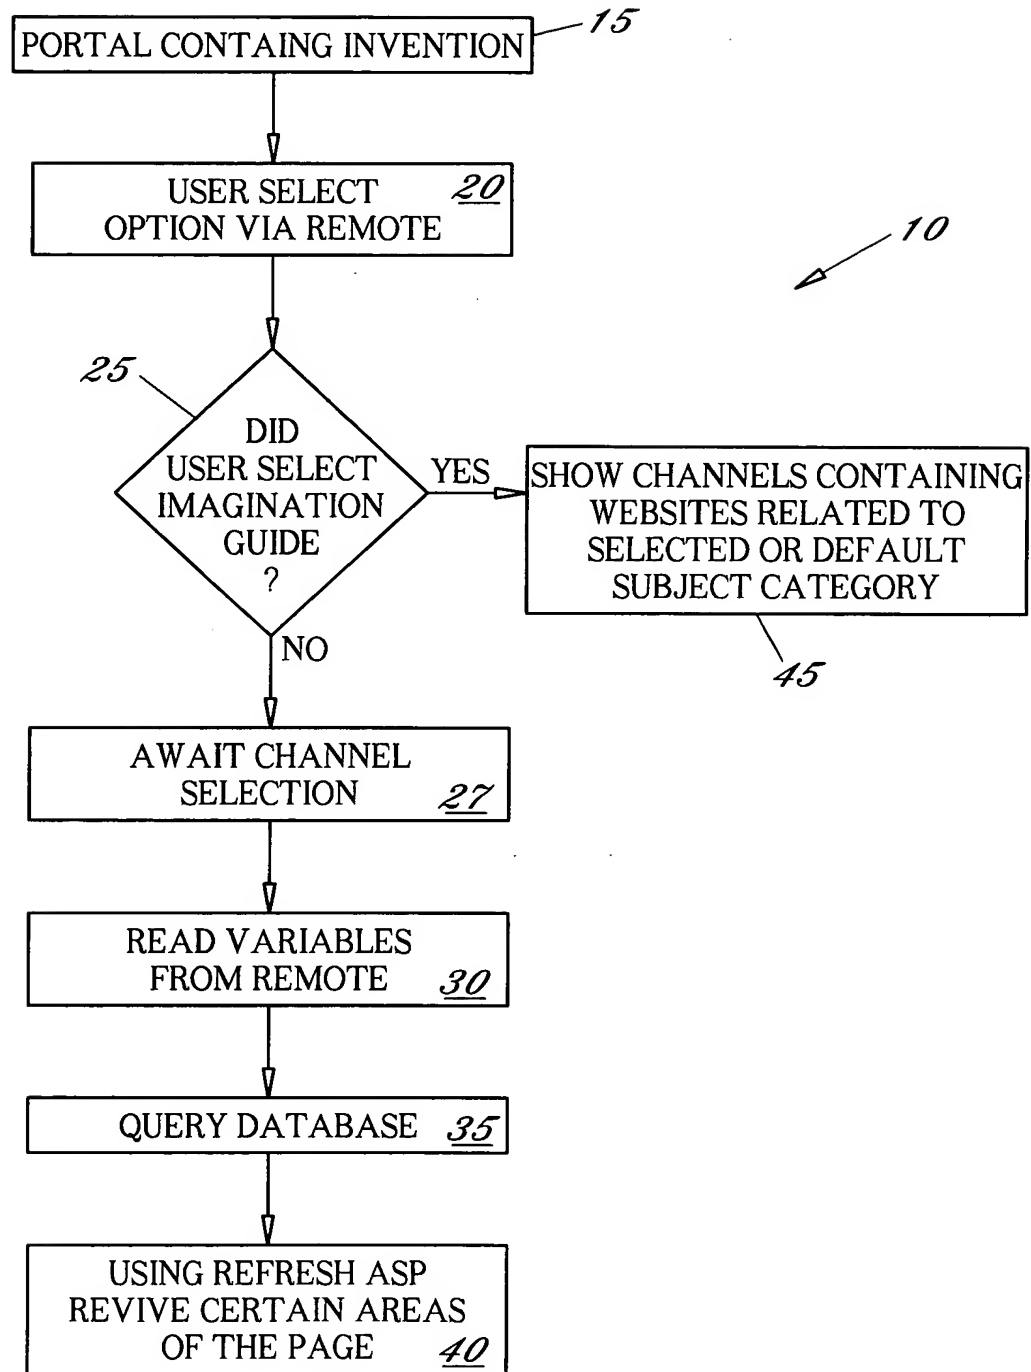 PORTAL CONTAING INVENTION
15
USER SELECT
OPTION VIA REMOTE
20
10
25
DID
USER SELECT
IMAGINATION
GUIDE
?
YES
SHOW CHANNELS CONTAINING
WEBSITES RELATED TO
SELECTED OR DEFAULT
SUBJECT CATEGORY
45
NO
AWAIT CHANNEL
SELECTION
27
READ VARIABLES
FROM REMOTE
30
QUERY DATABASE
35
USING REFRESH ASP
REVIVE CERTAIN AREAS
OF THE PAGE
40